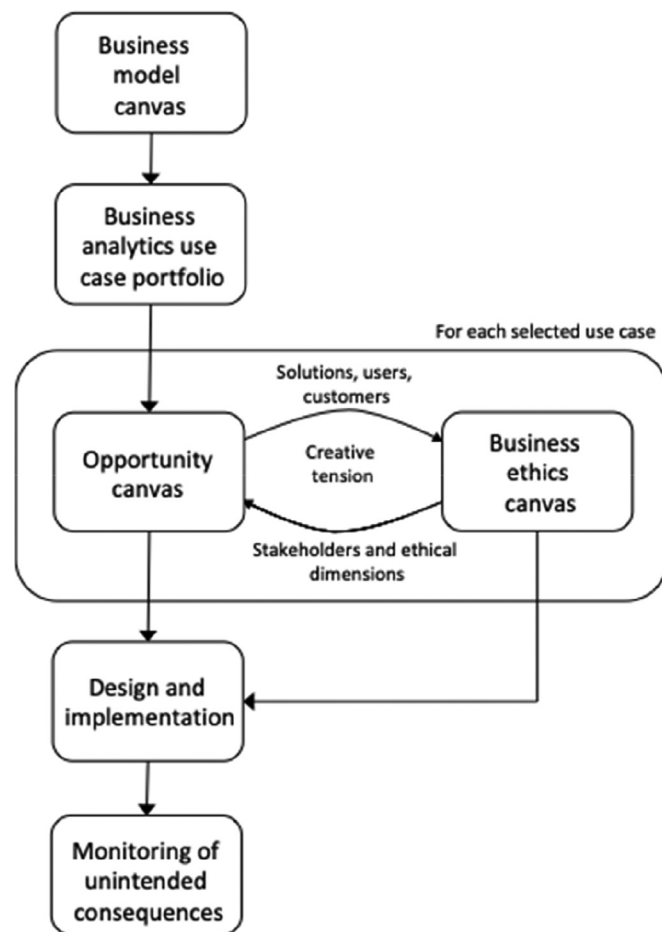 Business
model
canvas
Business
analytics use
case portfolio
For each selected use case
Solutions, users,
customers
Opportunity
canvas
Creative
tension
Business
ethics
canvas
Stakeholders and ethical
dimensions
Design and
implementation
Monitoring of
unintended
consequences